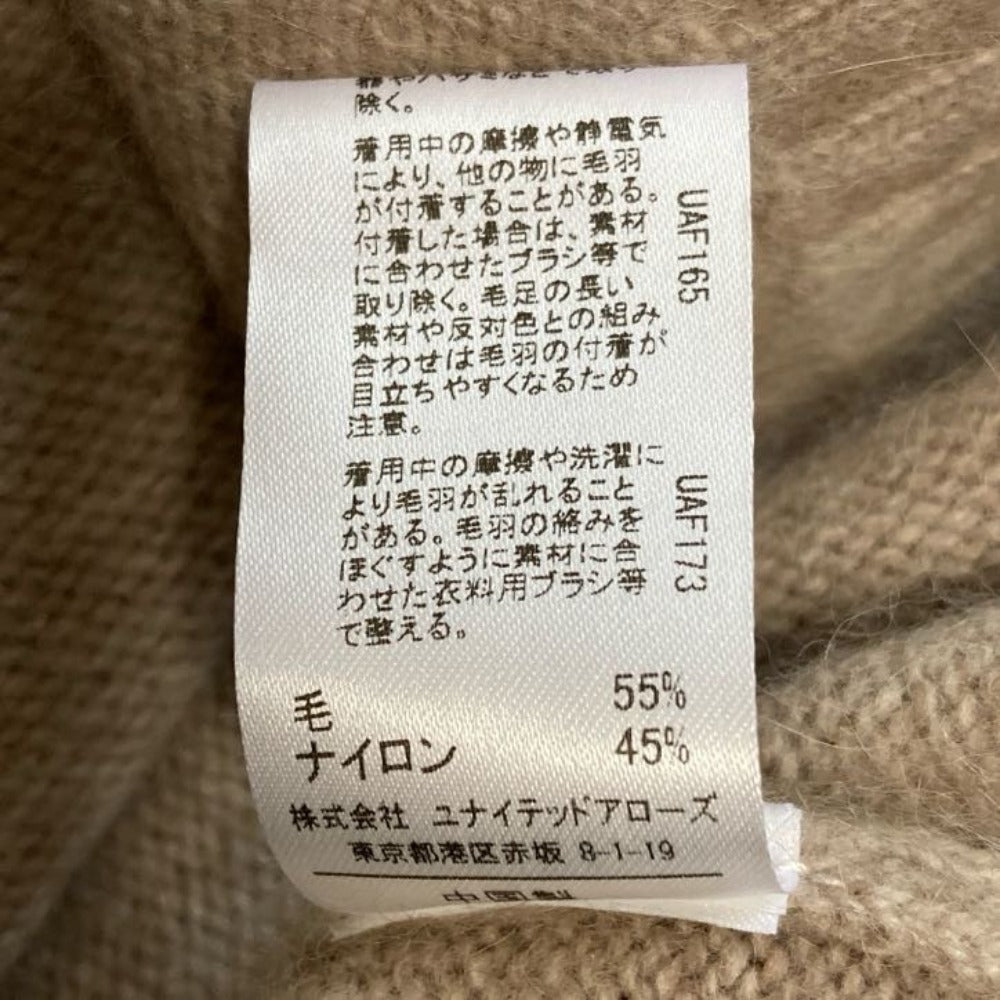 除く。
着用中の摩擦や静電気
により、他の物に毛羽
が付着することがある。
付着した場合は、素材
に合わせたブラシ等で
取り除く。毛足の長い
素材や反対色との組み
合わせは毛羽の付着が
目立ちやすくなるため
注意。
UAF165
着用中の摩擦や洗濯に
より毛羽が乱れること
がある。毛羽の絡みを
ほぐすように素材に合
わせた衣料用ブラシ等
で整える。
UAF173
毛 55%
ナイロン 45%
株式会社 ユナイテッドアローズ
東京都港区赤坂 8-1-19
中国製